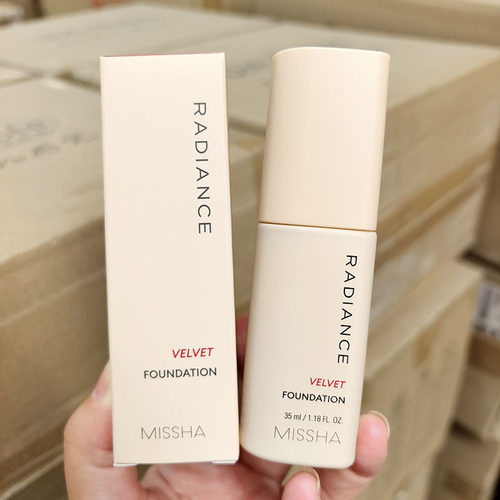 RADIANCE
VELVET
FOUNDATION
MISSHA
RADIANCE
VELVET
FOUNDATION
35 ml / 1.18 FL. OZ
MISSHA